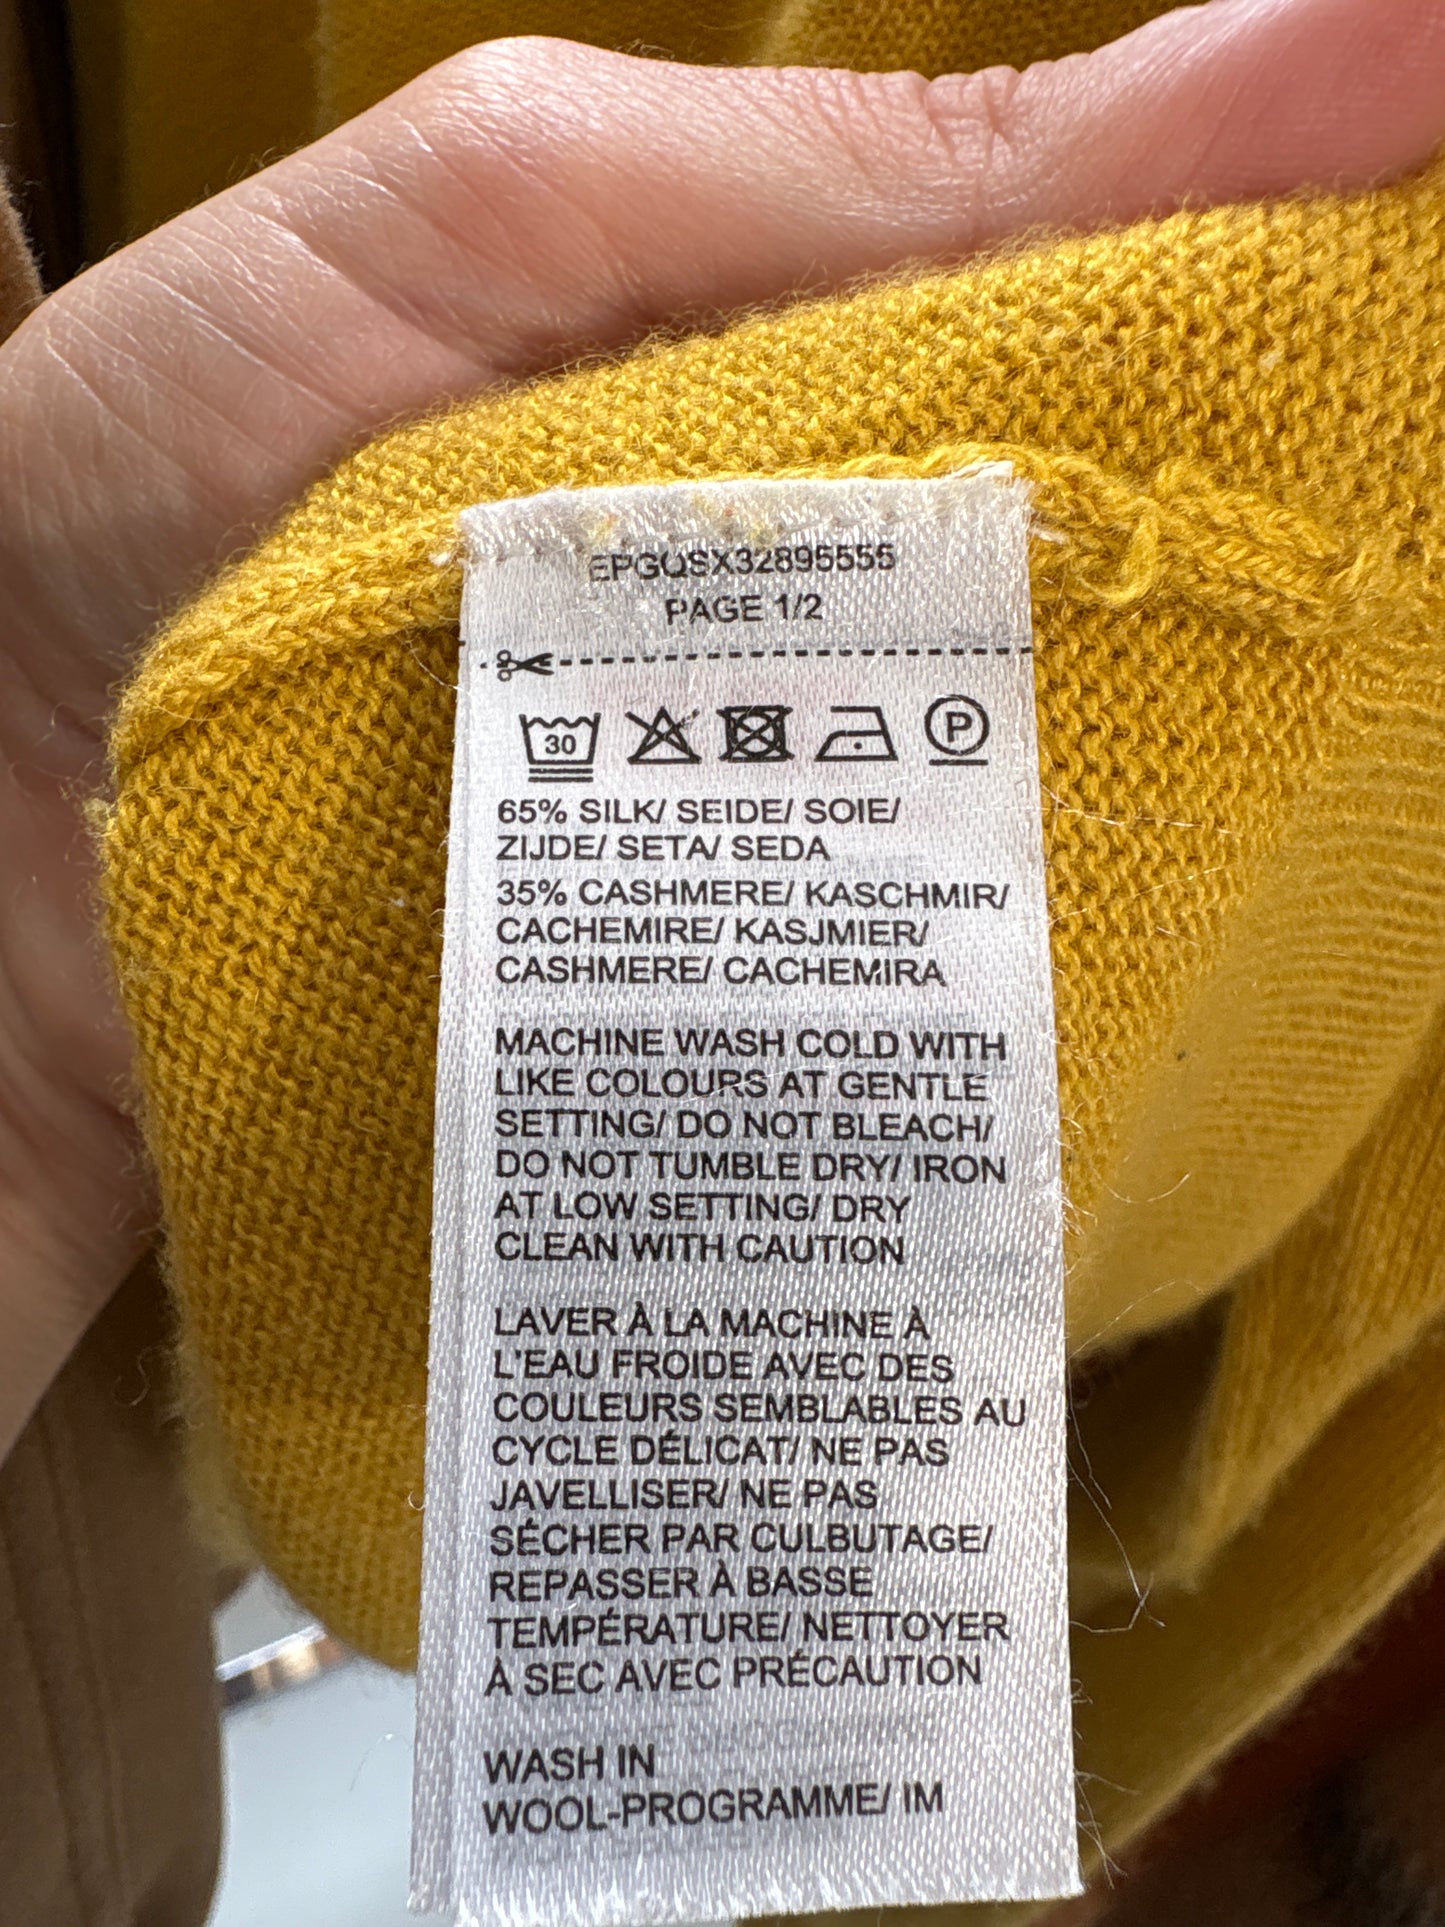 EPGQSX32895555
PAGE 1/2
30 P
65% SILK/ SEIDE/ SOIE/
ZIJDE/ SETA/ SEDA
35% CASHMERE/ KASCHMIR/
CACHEMIRE/ KASJMIER/
CASHMERE/ CACHEMIRA
MACHINE WASH COLD WITH
LIKE COLOURS AT GENTLE
SETTING/ DO NOT BLEACH/
DO NOT TUMBLE DRY/ IRON
AT LOW SETTING/ DRY
CLEAN WITH CAUTION
LAVER À LA MACHINE À
L'EAU FROIDE AVEC DES
COULEURS SEMBLABLES AU
CYCLE DÉLICAT/ NE PAS
JAVELLISER/ NE PAS
SÉCHER PAR CULBUTAGE/
REPASSER À BASSE
TEMPÉRATURE/ NETTOYER
À SEC AVEC PRÉCAUTION
WASH IN
WOOL-PROGRAMME/ IM